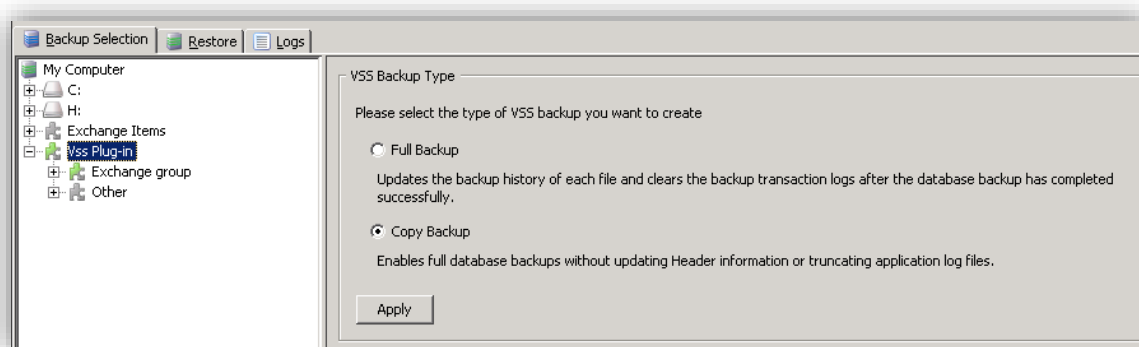 Backup Selection Restore Logs
My Computer
C:
H:
Exchange Items
Vss Plug-in
Exchange group
Other
VSS Backup Type
Please select the type of VSS backup you want to create
Full Backup
Updates the backup history of each file and clears the backup transaction logs after the database backup has completed
successfully.
Copy Backup
Enables full database backups without updating Header information or truncating application log files.
Apply